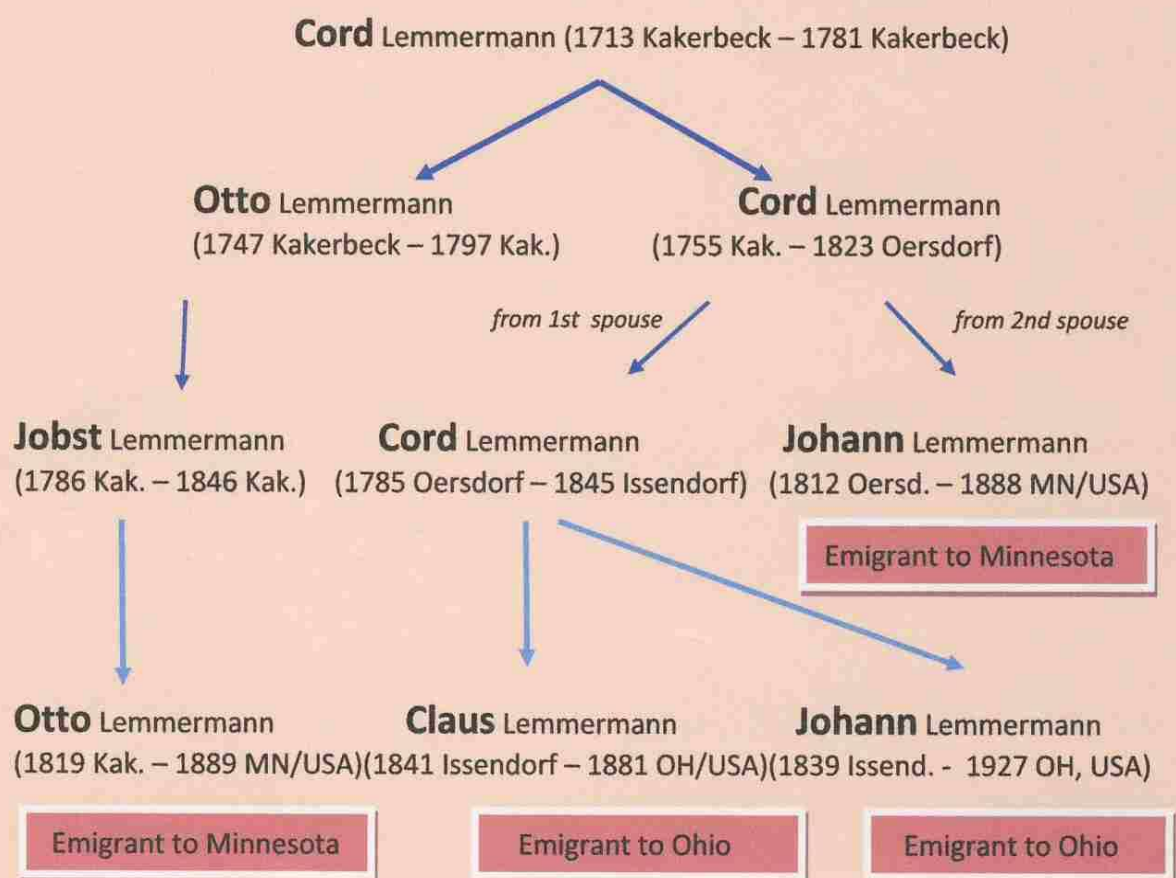 Cord Lemmermann (1713 Kakerbeck – 1781 Kakerbeck)
Otto Lemmermann
(1747 Kakerbeck – 1797 Kak.)
Cord Lemmermann
(1755 Kak. – 1823 Oersdorf)
from 1st spouse
from 2nd spouse
Jobst Lemmermann
(1786 Kak. – 1846 Kak.)
Cord Lemmermann
(1785 Oersdorf – 1845 Issendorf)
Johann Lemmermann
(1812 Oersd. – 1888 MN/USA)
Emigrant to Minnesota
Otto Lemmermann
(1819 Kak. – 1889 MN/USA)
Claus Lemmermann
(1841 Issendorf – 1881 OH/USA)
Johann Lemmermann
(1839 Issend. - 1927 OH, USA)
Emigrant to Minnesota
Emigrant to Ohio
Emigrant to Ohio